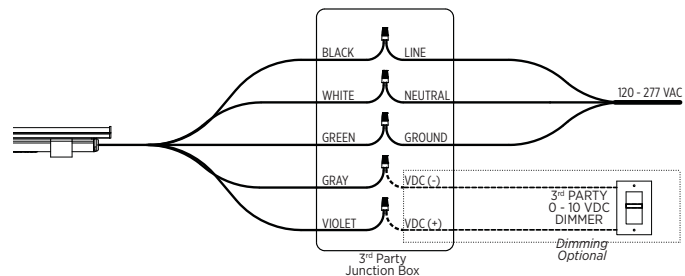 BLACK LINE
WHITE NEUTRAL
120 - 277 VAC
GREEN GROUND
GRAY VDC (-)
3rd PARTY
0 - 10 VDC
DIMMER
VIOLET VDC (+)
Dimming
Optional
3rd Party
Junction Box